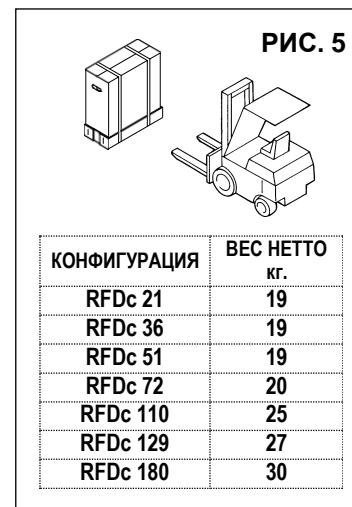 РИС. 5
КОНФИГУРАЦИЯ ВЕС НЕТТО кг.
RFDc 21 19
RFDc 36 19
RFDc 51 19
RFDc 72 20
RFDc 110 25
RFDc 129 27
RFDc 180 30